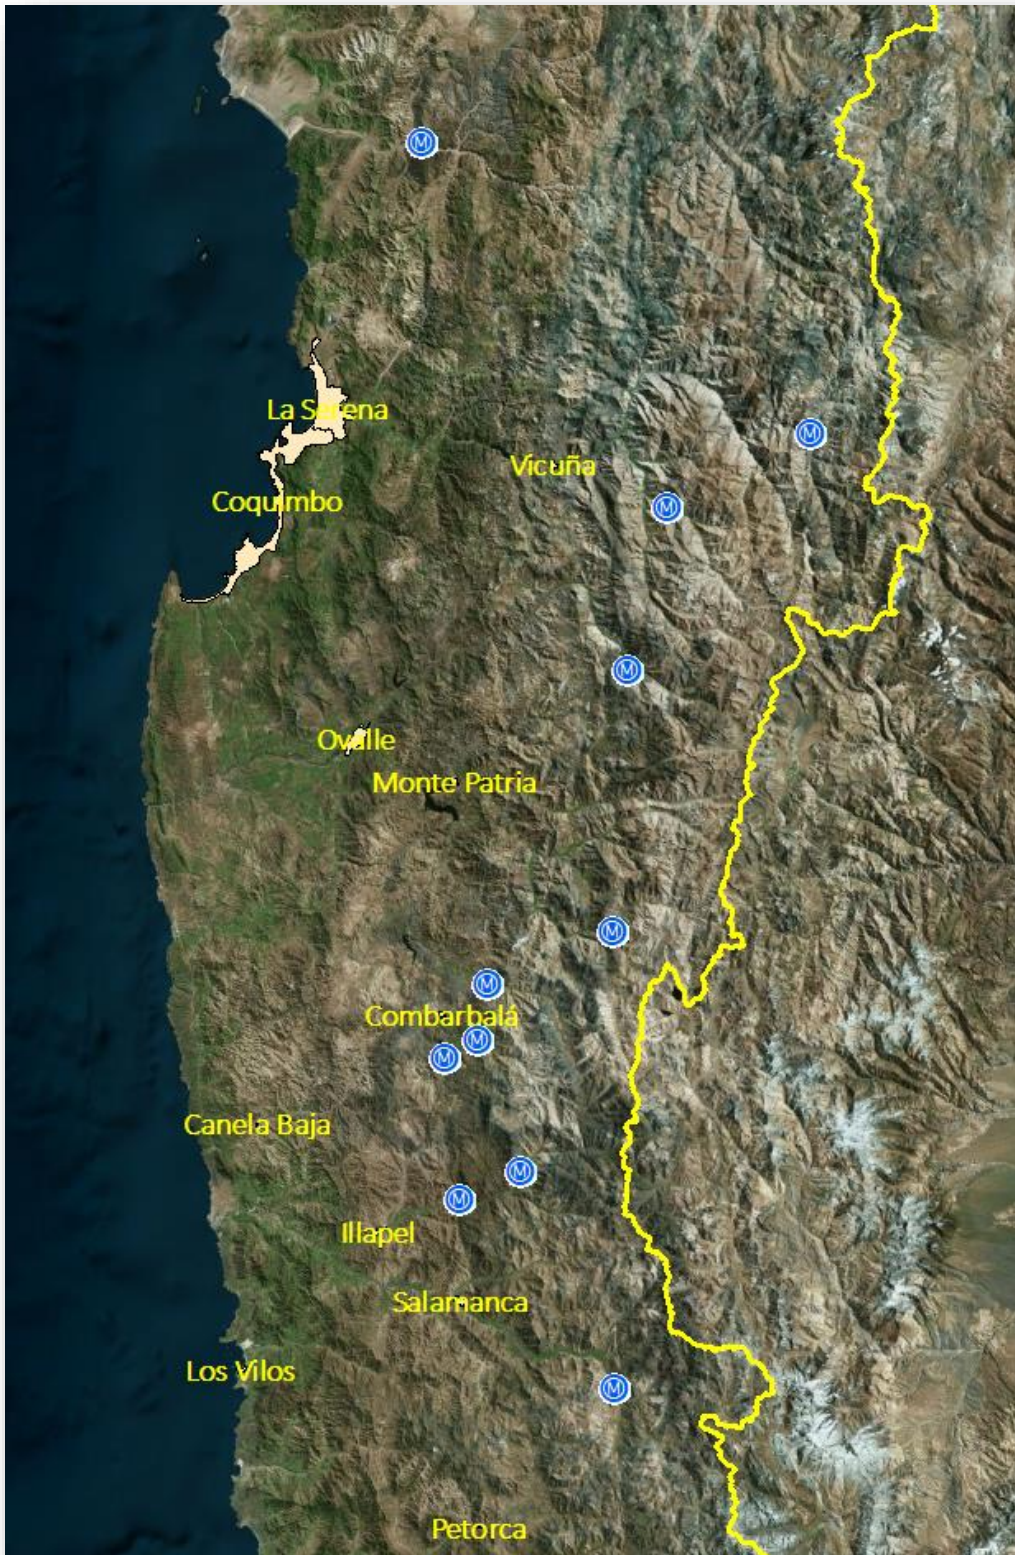 M
La Serena
M
Vicuña
Coquimbo
M
M
Ovalle
Monte Patria
M
M
Combarbalá
M
M
Canela Baja
M
M
Illapel
Salamanca
Los Vilos
M
Petorca